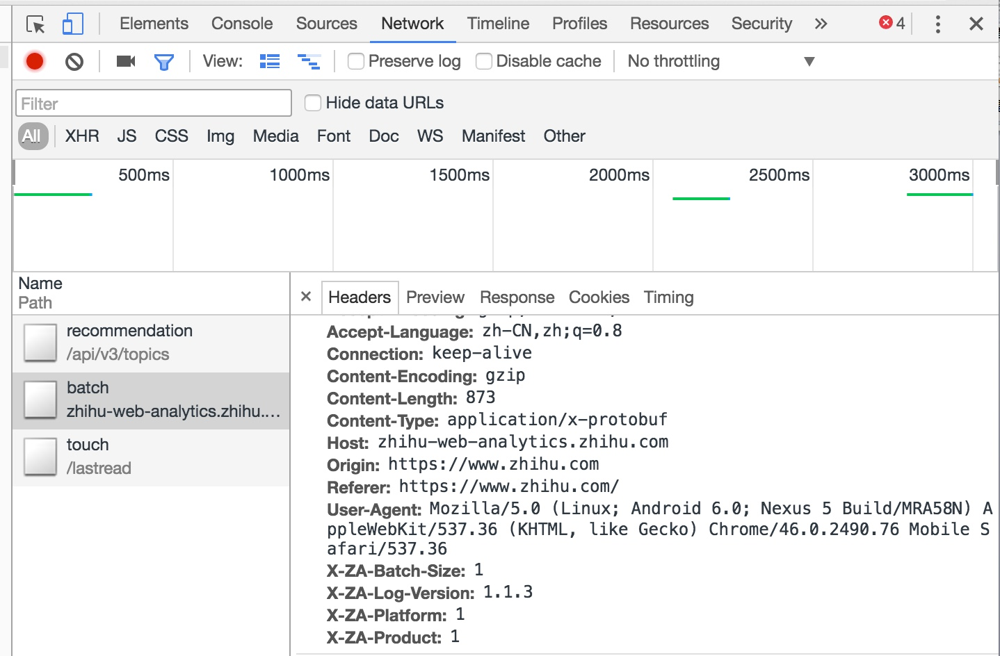 Elements Console Sources Network Timeline Profiles Resources Security » 4
View: Preserve log Disable cache No throttling
Filter Hide data URLs
All XHR JS CSS Img Media Font Doc WS Manifest Other
500ms 1000ms 1500ms 2000ms 2500ms 3000ms
Name
Path
recommendation
/api/v3/topics
batch
zhihu-web-analytics.zhihu....
touch
/lastread
× Headers Preview Response Cookies Timing
Accept-Language: zh-CN,zh;q=0.8
Connection: keep-alive
Content-Encoding: gzip
Content-Length: 873
Content-Type: application/x-protobuf
Host: zhihu-web-analytics.zhihu.com
Origin: https://www.zhihu.com
Referer: https://www.zhihu.com/
User-Agent: Mozilla/5.0 (Linux; Android 6.0; Nexus 5 Build/MRA58N) A
ppleWebKit/537.36 (KHTML, like Gecko) Chrome/46.0.2490.76 Mobile S
afari/537.36
X-ZA-Batch-Size: 1
X-ZA-Log-Version: 1.1.3
X-ZA-Platform: 1
X-ZA-Product: 1